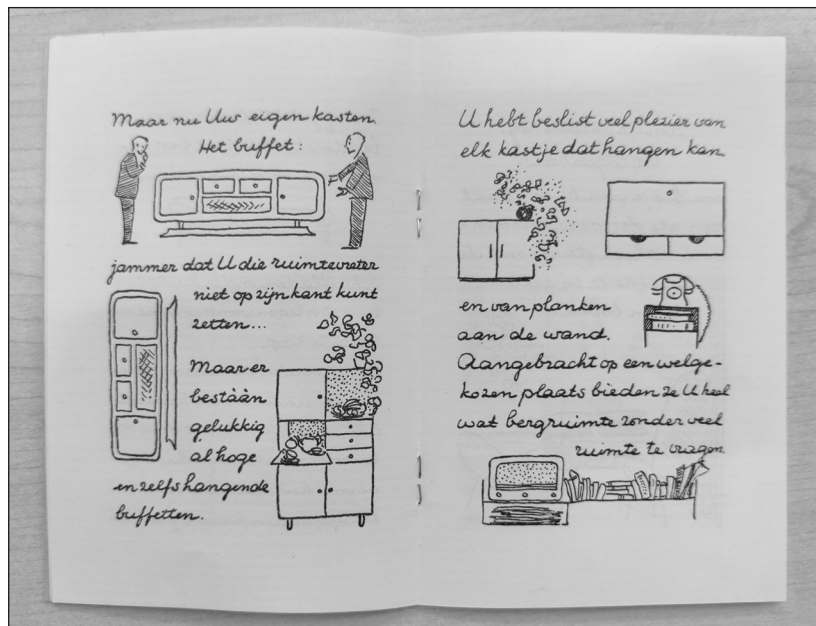 Maar nu Uw eigen kasten.
Het buffet:
jammer dat U die ruimtevreter
niet op zijn kant kunt
zetten...
Maar er
bestáán
gelukkig
al hoge
en zelfs hangende
buffetten.
U hebt beslist veel plezier van
elk kastje dat hangen kan
en van planken
aan de wand.
Aangebracht op een welge-
kozen plaats bieden ze U heel
wat bergruimte zonder veel
ruimte te vragen.